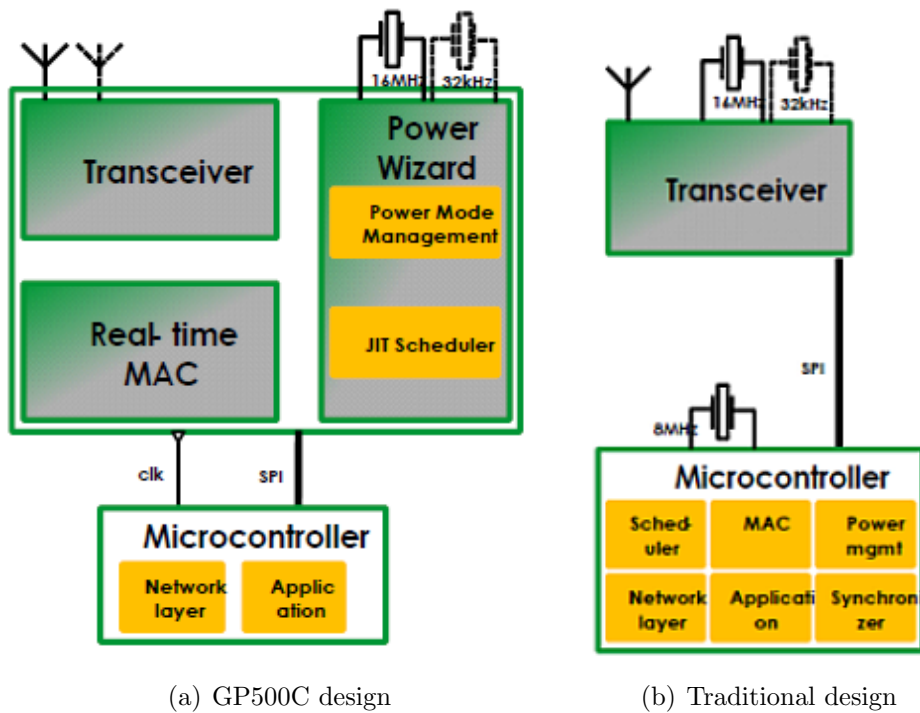 16MHz
32kHz
Transceiver
Power
Wizard
Power Mode
Management
JIT Scheduler
Real- time
MAC
clk
SPI
Microcontroller
Network
layer
Applic
ation
(a) GP500C design
16MHz
32kHz
Transceiver
SPI
8MHz
Microcontroller
Sched-
uler
MAC
Power
mgmt
Network
layer
Applicati
on
Synchron
zer
(b) Traditional design